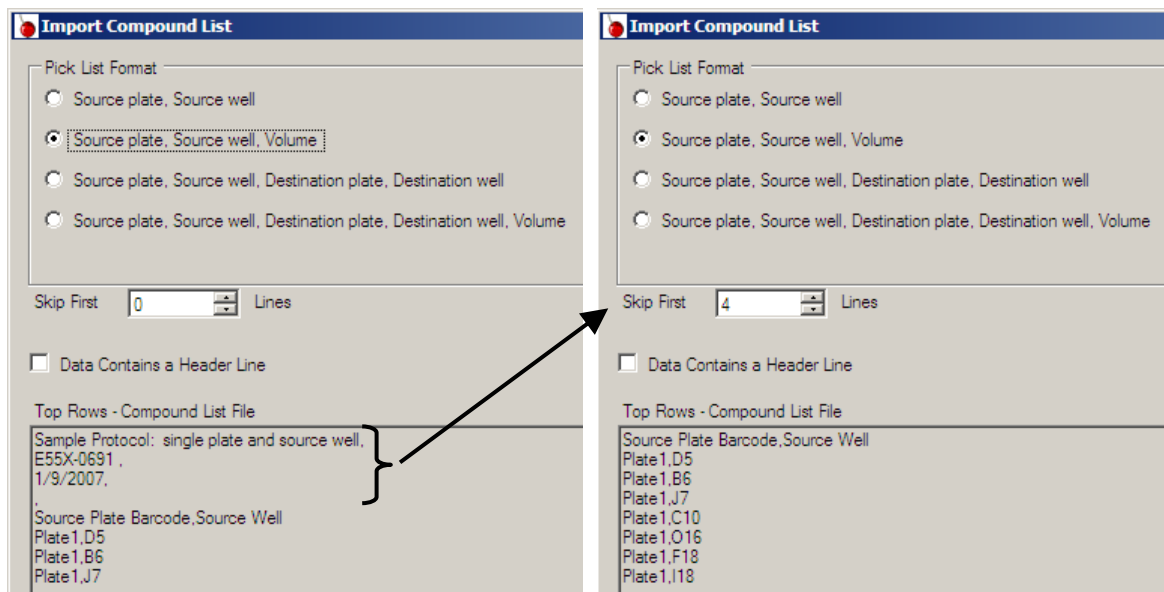 Import Compound List
Pick List Format
Source plate, Source well
Source plate, Source well, Volume
Source plate, Source well, Destination plate, Destination well
Source plate, Source well, Destination plate, Destination well, Volume
Skip First 0 Lines
Data Contains a Header Line
Top Rows - Compound List File
Sample Protocol: single plate and source well,
E55X-0691 ,
1/9/2007,
,
Source Plate Barcode,Source Well
Plate1,D5
Plate1,B6
Plate1,J7
Import Compound List
Pick List Format
Source plate, Source well
Source plate, Source well, Volume
Source plate, Source well, Destination plate, Destination well
Source plate, Source well, Destination plate, Destination well, Volume
Skip First 4 Lines
Data Contains a Header Line
Top Rows - Compound List File
Source Plate Barcode,Source Well
Plate1,D5
Plate1,B6
Plate1,J7
Plate1,C10
Plate1,O16
Plate1,F18
Plate1,I18